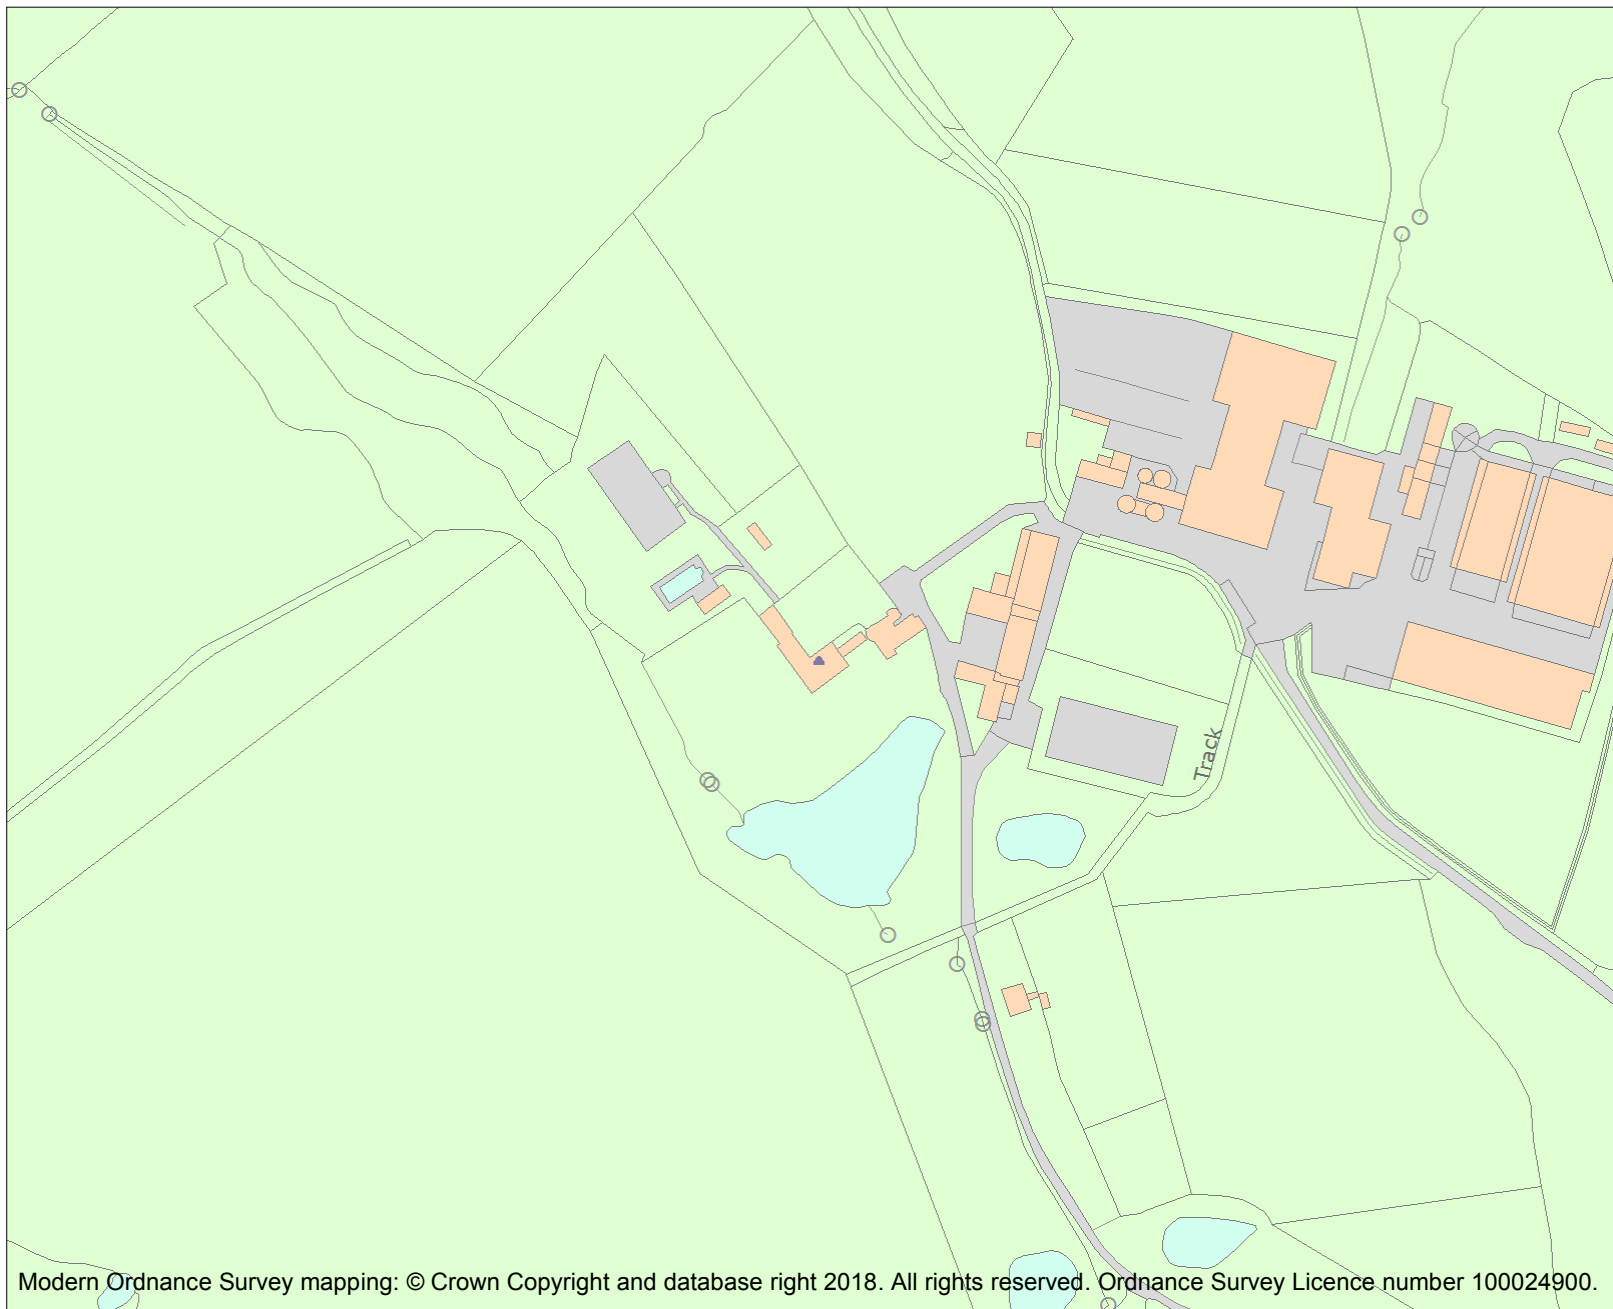 Track
Modern Ordnance Survey mapping: © Crown Copyright and database right 2018. All rights reserved. Ordnance Survey Licence number 100024900.